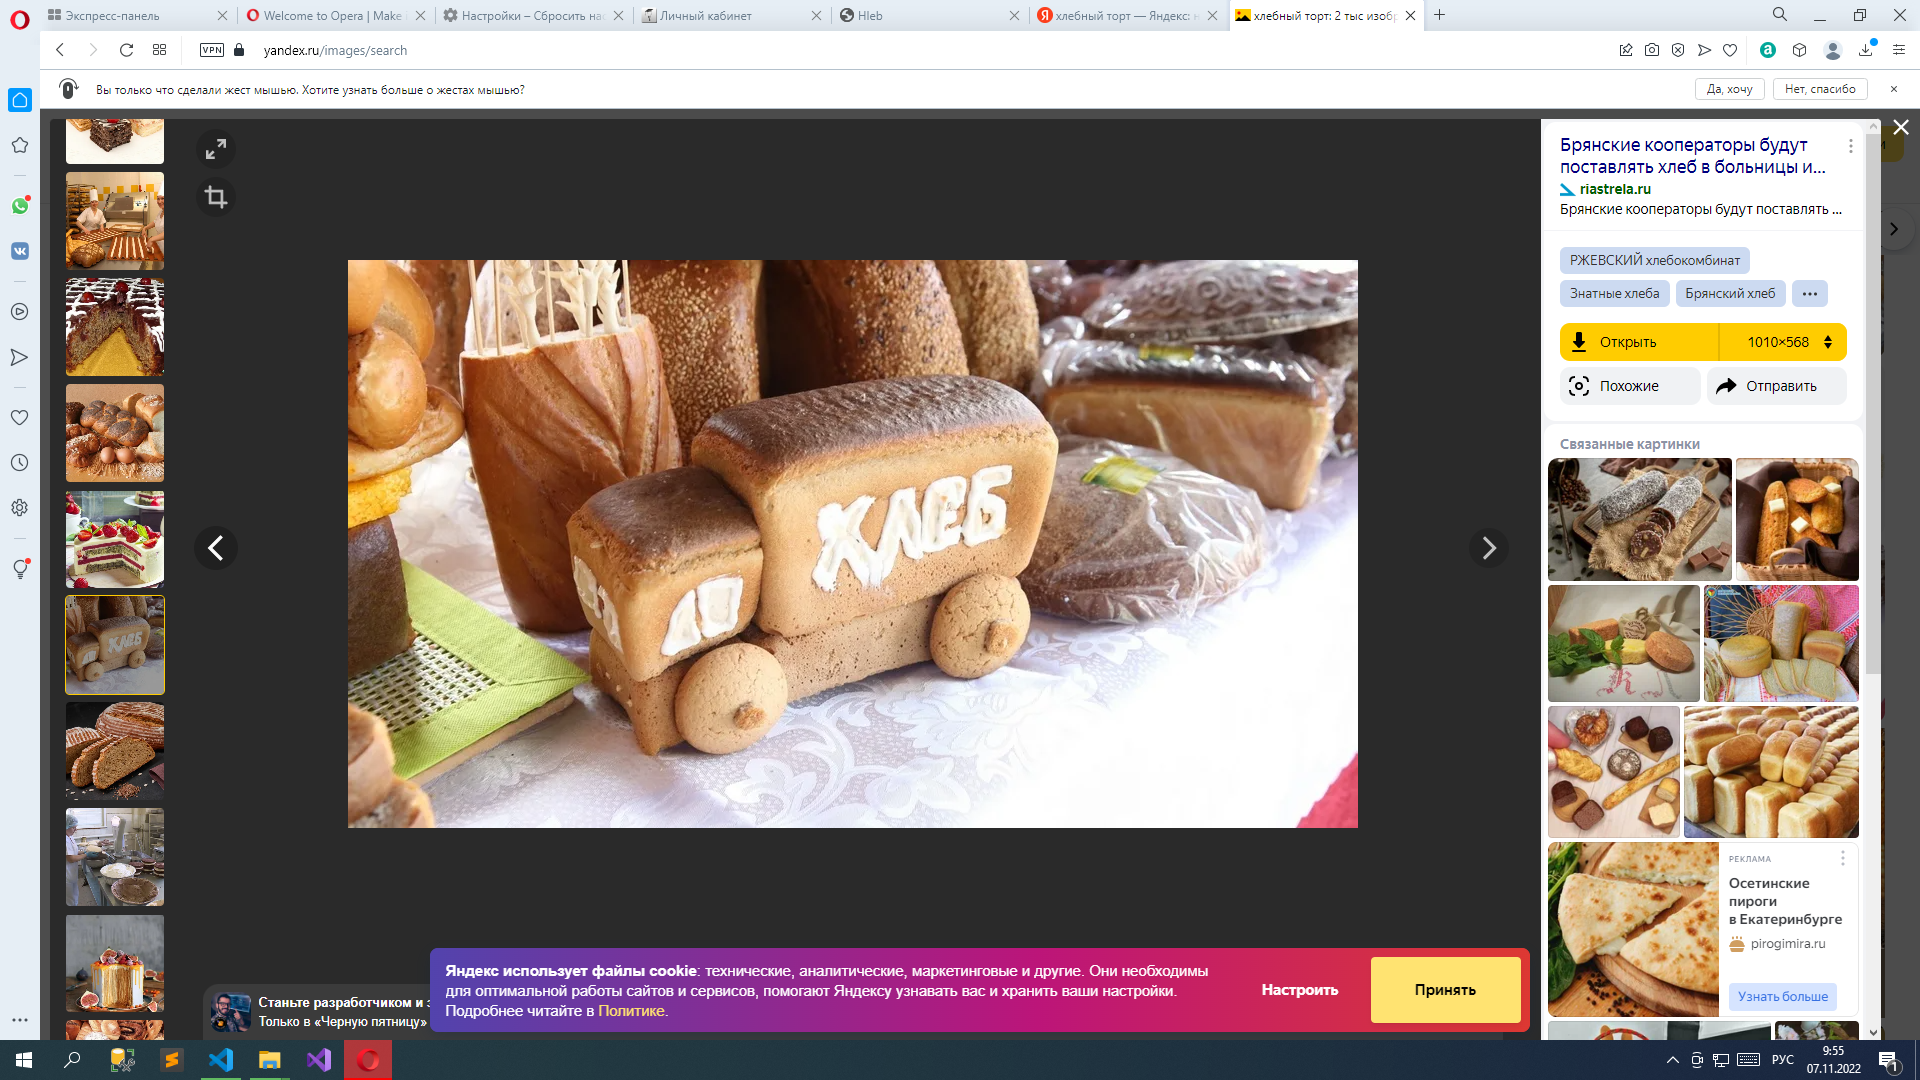 Экспресс-панель
Welcome to Opera | Make
Настройки – Сбросить нас
Личный кабинет
Hleb
хлебный торт — Яндекс: н
хлебный торт: 2 тыс изоб
VPN
yandex.ru/images/search
Вы только что сделали жест мышью. Хотите узнать больше о жестах мышью?
Да, хочу
Нет, спасибо
Брянские кооператоры будут
поставлять хлеб в больницы и...
riastrela.ru
Брянские кооператоры будут поставлять ...
РЖЕВСКИЙ хлебокомбинат
Знатные хлеба
Брянский хлеб
Открыть
1010×568
Похожие
Отправить
Связанные картинки
ХЛЕБ
РЕКЛАМА
Осетинские
пироги
в Екатеринбурге
pirogimira.ru
Узнать больше
Станьте разработчиком и з
Только в «Черную пятницу»
Яндекс использует файлы cookie: технические, аналитические, маркетинговые и другие. Они необходимы
для оптимальной работы сайтов и сервисов, помогают Яндексу узнавать вас и хранить ваши настройки.
Подробнее читайте в Политике.
Настроить
Принять
РУС
9:55
07.11.2022
1